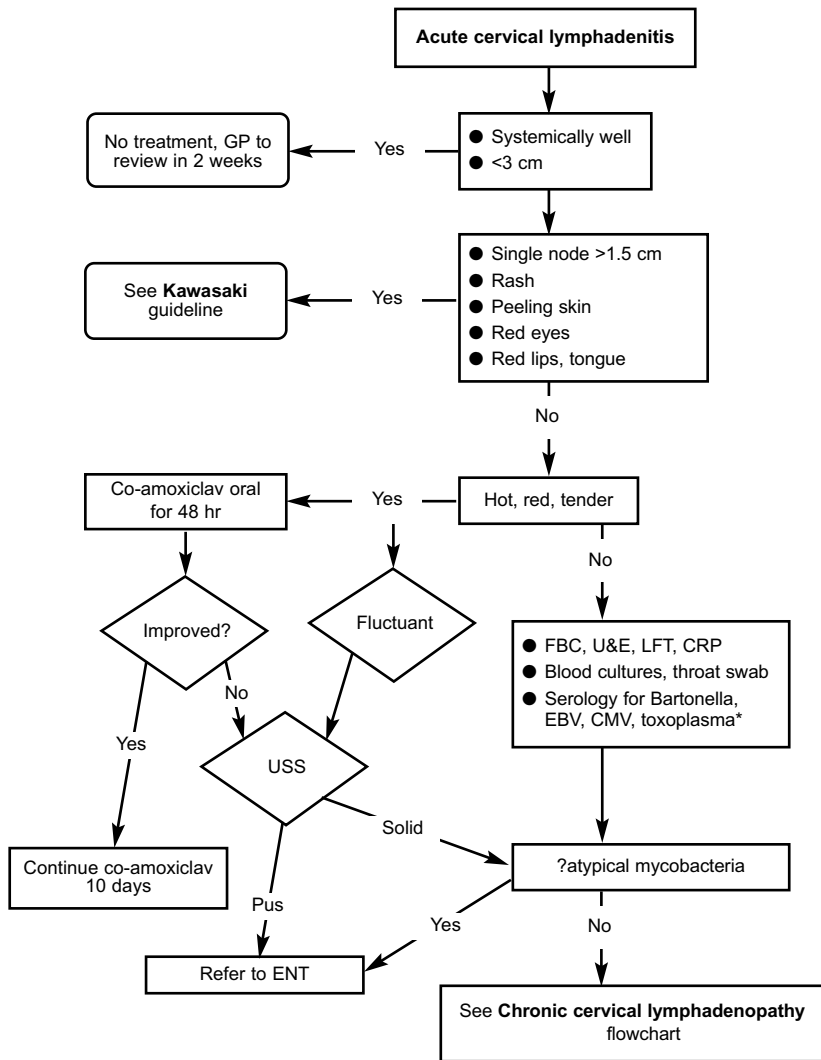 Acute cervical lymphadenitis
● Systemically well
● <3 cm
Yes
No treatment, GP to
review in 2 weeks
● Single node >1.5 cm
● Rash
● Peeling skin
● Red eyes
● Red lips, tongue
Yes
See Kawasaki
guideline
No
Hot, red, tender
Yes
Co-amoxiclav oral
for 48 hr
No
Improved?
Fluctuant
● FBC, U&E, LFT, CRP
● Blood cultures, throat swab
● Serology for Bartonella,
EBV, CMV, toxoplasma*
No
Yes
USS
Solid
Continue co-amoxiclav
10 days
?atypical mycobacteria
Pus
Yes
No
Refer to ENT
See Chronic cervical lymphadenopathy
flowchart